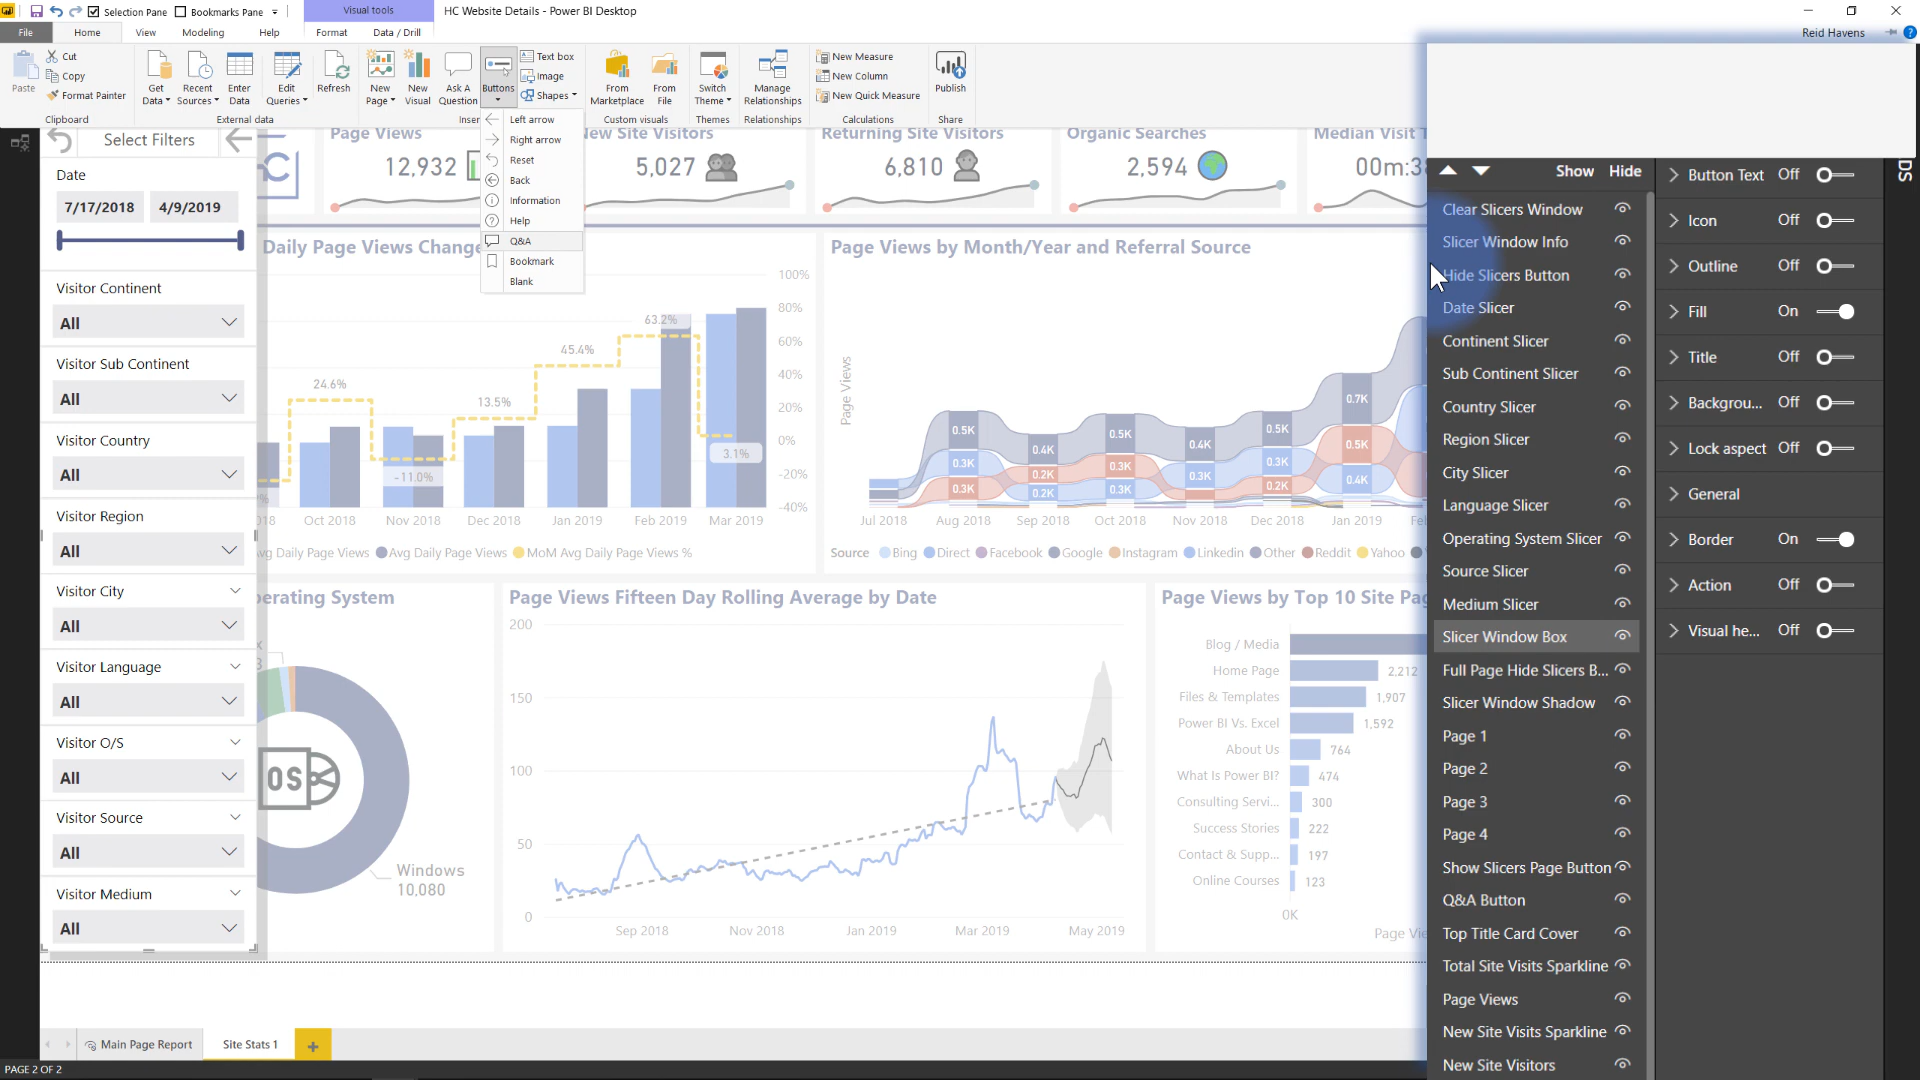 Selection Pane
Bookmarks Pane
Visual tools
HC Website Details - Power BI Desktop
File
Home
View
Modeling
Help
Format
Data / Drill
Reid Havens
?
Paste
Cut
Copy
Format Painter
Clipboard
Get Data
Recent Sources
Enter Data
Edit Queries
External data
Refresh
New Page
New Visual
Ask A Question
Buttons
Text box
Image
Shapes
From Marketplace
From File
Custom visuals
Switch Theme
Themes
Manage Relationships
Relationships
New Measure
New Column
New Quick Measure
Calculations
Publish
Share
Left arrow
Right arrow
Reset
Back
Information
Help
Q&A
Bookmark
Blank
Select Filters
Date
7/17/2018
4/9/2019
Visitor Continent
All
Visitor Sub Continent
All
Visitor Country
All
Visitor Region
All
Visitor City
All
Visitor Language
All
Visitor O/S
All
Visitor Source
All
Visitor Medium
All
Page Views
12,932
New Site Visitors
5,027
Returning Site Visitors
6,810
Organic Searches
2,594
Median Visit T
00m:38
Daily Page Views Change
100%
80%
60%
40%
20%
0%
-20%
-40%
24.6%
-11.0%
13.5%
45.4%
63.2%
3.1%
018
Oct 2018
Nov 2018
Dec 2018
Jan 2019
Feb 2019
Mar 2019
vg Daily Page Views
Avg Daily Page Views
MoM Avg Daily Page Views %
Page Views by Month/Year and Referral Source
Page Views
0.5K
0.3K
0.3K
0.4K
0.2K
0.2K
0.5K
0.3K
0.3K
0.4K
0.3K
0.5K
0.3K
0.2K
0.7K
0.5K
0.4K
Jul 2018
Aug 2018
Sep 2018
Oct 2018
Nov 2018
Dec 2018
Jan 2019
Source
Bing
Direct
Facebook
Google
Instagram
Linkedin
Other
Reddit
Yahoo
perating System
OS
Windows
10,080
Page Views Fifteen Day Rolling Average by Date
200
150
100
50
0
Sep 2018
Nov 2018
Jan 2019
Mar 2019
May 2019
Page Views by Top 10 Site Pag
Blog / Media
Home Page
2,212
Files & Templates
1,907
Power BI Vs. Excel
1,592
About Us
764
What Is Power BI?
474
Consulting Servi...
300
Success Stories
222
Contact & Supp...
197
Online Courses
123
0K
Page Vie
Show
Hide
Clear Slicers Window
Slicer Window Info
Hide Slicers Button
Date Slicer
Continent Slicer
Sub Continent Slicer
Country Slicer
Region Slicer
City Slicer
Language Slicer
Operating System Slicer
Source Slicer
Medium Slicer
Slicer Window Box
Full Page Hide Slicers B...
Slicer Window Shadow
Page 1
Page 2
Page 3
Page 4
Show Slicers Page Button
Q&A Button
Top Title Card Cover
Total Site Visits Sparkline
Page Views
New Site Visits Sparkline
New Site Visitors
Button Text Off
Icon Off
Outline Off
Fill On
Title Off
Backgrou... Off
Lock aspect Off
General
Border On
Action Off
Visual he... Off
DS
Main Page Report
Site Stats 1
PAGE 2 OF 2